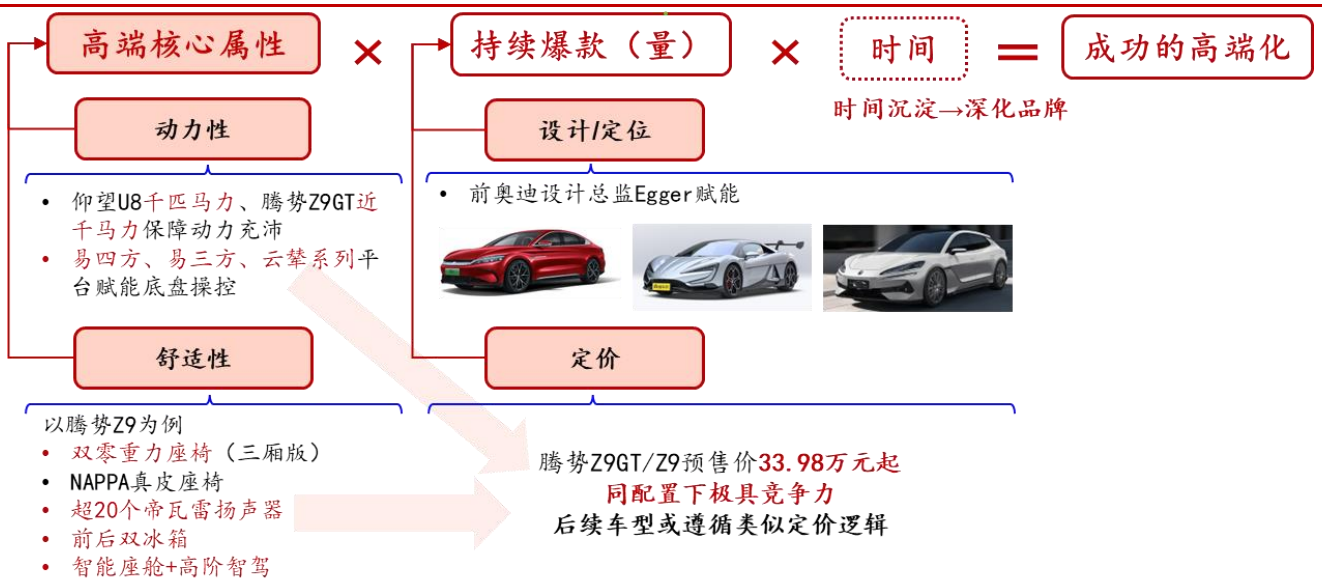 高端核心属性 × 持续爆款（量） × 时间 = 成功的高端化
时间沉淀→深化品牌
动力性
• 仰望U8千匹马力、腾势Z9GT近
千马力保障动力充沛
• 易四方、易三方、云辇系列平
台赋能底盘操控
舒适性
以腾势Z9为例
• 双零重力座椅（三厢版）
• NAPPA真皮座椅
• 超20个帝瓦雷扬声器
• 前后双冰箱
• 智能座舱+高阶智驾
设计/定位
• 前奥迪设计总监Egger赋能
定价
腾势Z9GT/Z9预售价33.98万元起
同配置下极具竞争力
后续车型或遵循类似定价逻辑